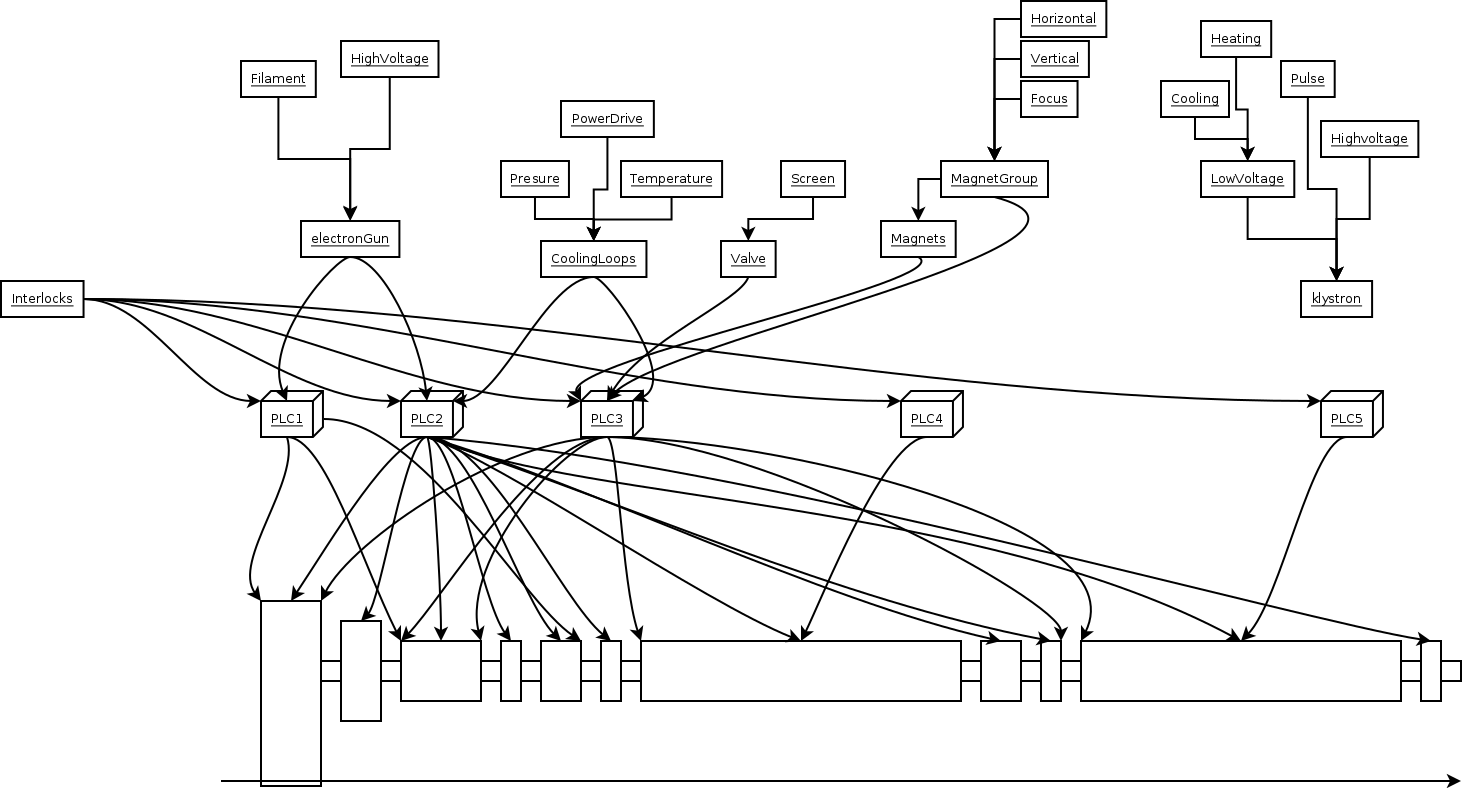 Horizontal
Heating
HighVoltage
Vertical
Filament
Pulse
Cooling
Focus
PowerDrive
Highvoltage
Presure
Temperature
Screen
MagnetGroup
LowVoltage
electronGun
Magnets
CoolingLoops
Valve
Interlocks
klystron
PLC1
PLC2
PLC3
PLC4
PLC5